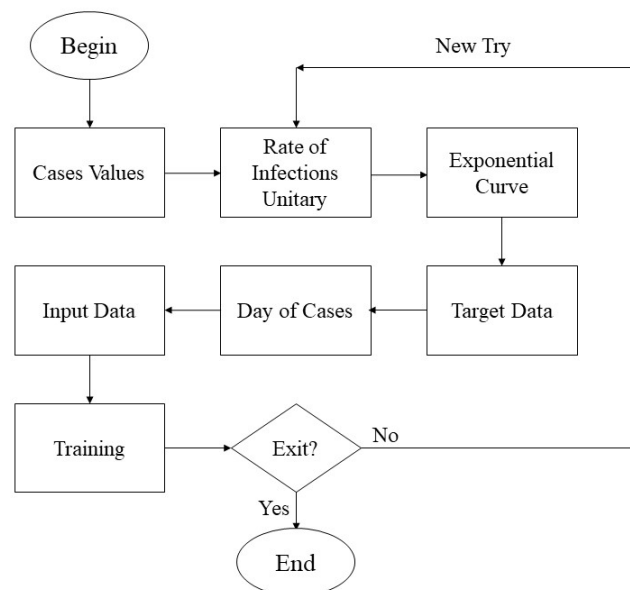 Begin
New Try
Cases Values
Rate of
Infections
Unitary
Exponential
Curve
Input Data
Day of Cases
Target Data
Training
Exit?
No
Yes
End